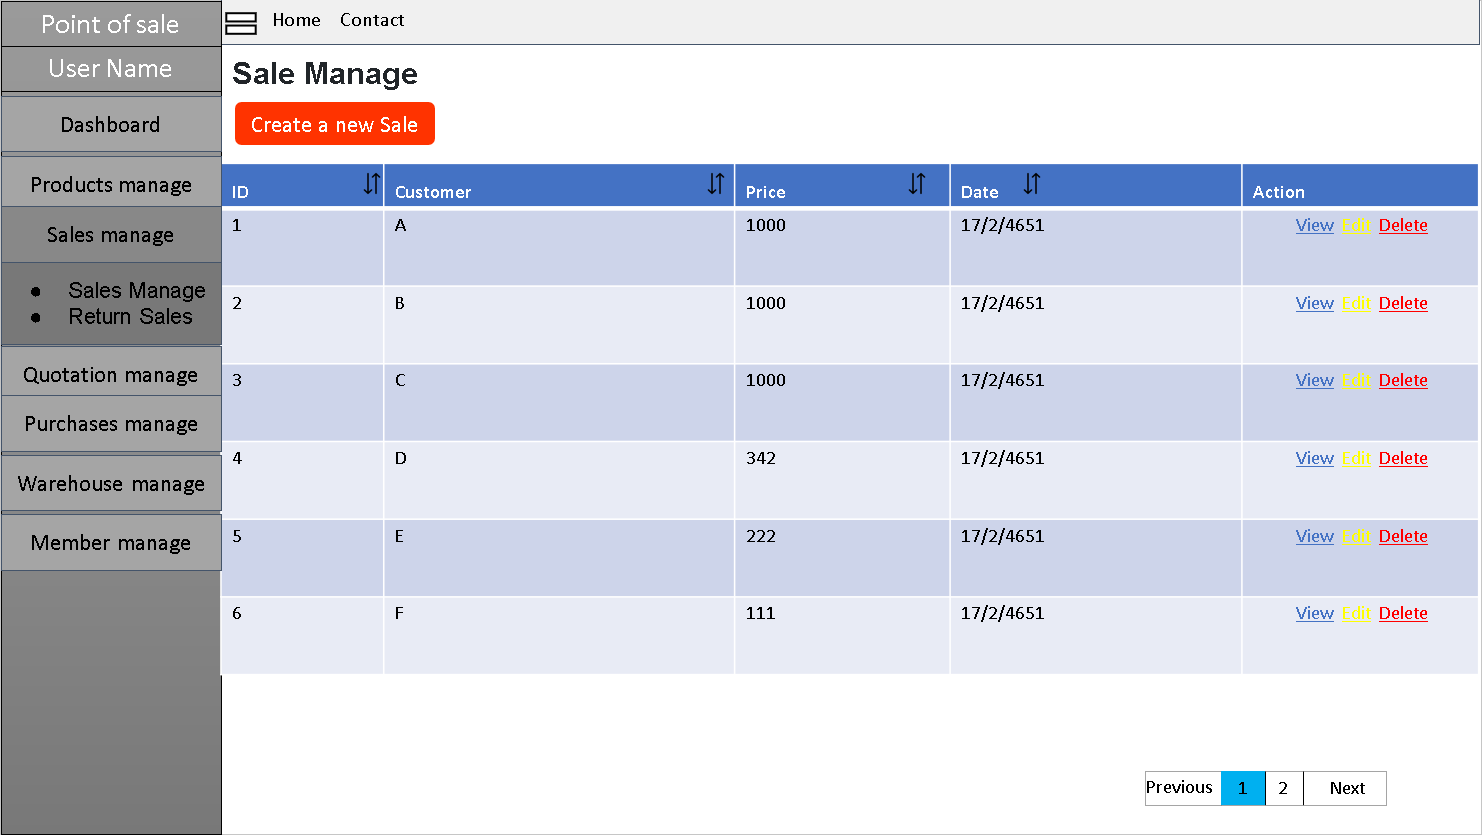 Point of sale
User Name
Dashboard
Products manage
Sales manage
● Sales Manage
● Return Sales
Quotation manage
Purchases manage
Warehouse manage
Member manage
Home Contact
Sale Manage
Create a new Sale
ID Customer Price Date Action
1 A 1000 17/2/4651 View Edit Delete
2 B 1000 17/2/4651 View Edit Delete
3 C 1000 17/2/4651 View Edit Delete
4 D 342 17/2/4651 View Edit Delete
5 E 222 17/2/4651 View Edit Delete
6 F 111 17/2/4651 View Edit Delete
Previous 1 2 Next